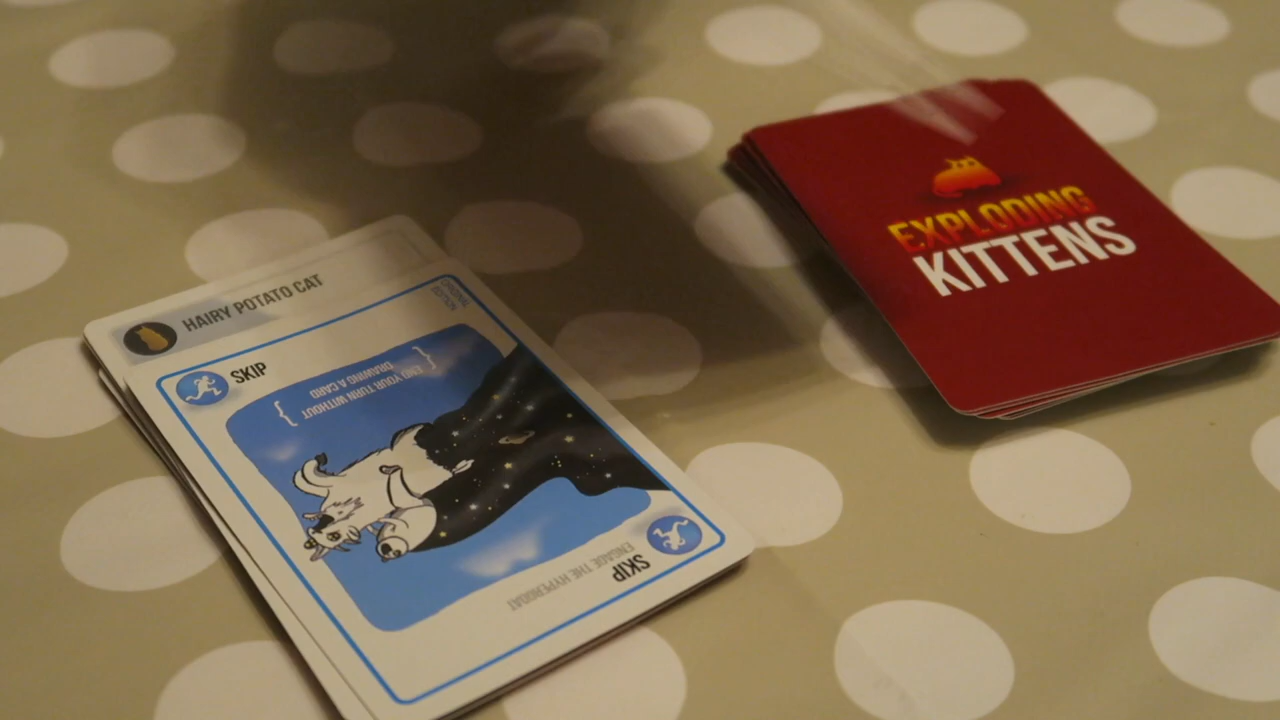 HAIRY POTATO CAT
SKIP
END YOUR TURN WITHOUT
DRAWING A CARD
ENGAGE THE HYPERGOAT
SKIP
EXPLODING
KITTENS